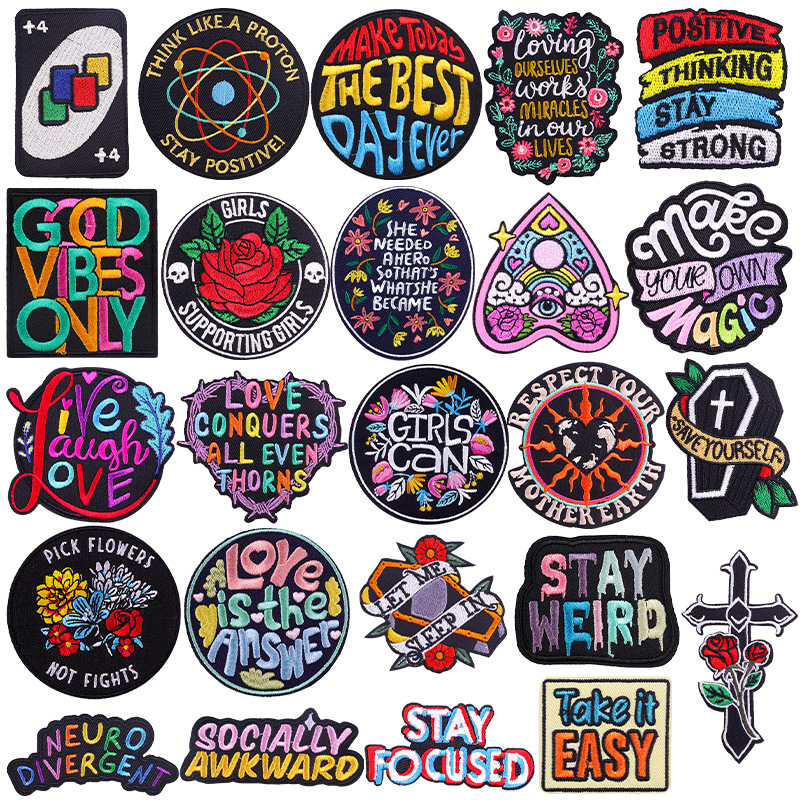 +4
+4
THINK LIKE A PROTON
STAY POSITIVE!
MAKE TODAY
THE BEST
DAY EVER
loving
OURSELVES
works
MIRACLES
in our
LIVES
POSITIVE
THINKING
STAY
STRONG
GOOD
VIBES
ONLY
GIRLS
SUPPORTING GIRLS
SHE
NEEDED
A HERO
SO THAT'S
WHAT SHE
BECAME
Make
YOUR OWN
MAGIC
Live
Laugh
LOVE
LOVE
CONQUERS
ALL EVEN
THORNS
GIRLS
CAN
RESPECT YOUR
MOTHER EARTH
SAVE YOURSELF
PICK FLOWERS
NOT FIGHTS
Love
is the
Answer
LET ME
SLEEP IN
STAY
WEIRD
NEURO
DIVERGENT
SOCIALLY
AWKWARD
STAY
FOCUSED
Take it
EASY